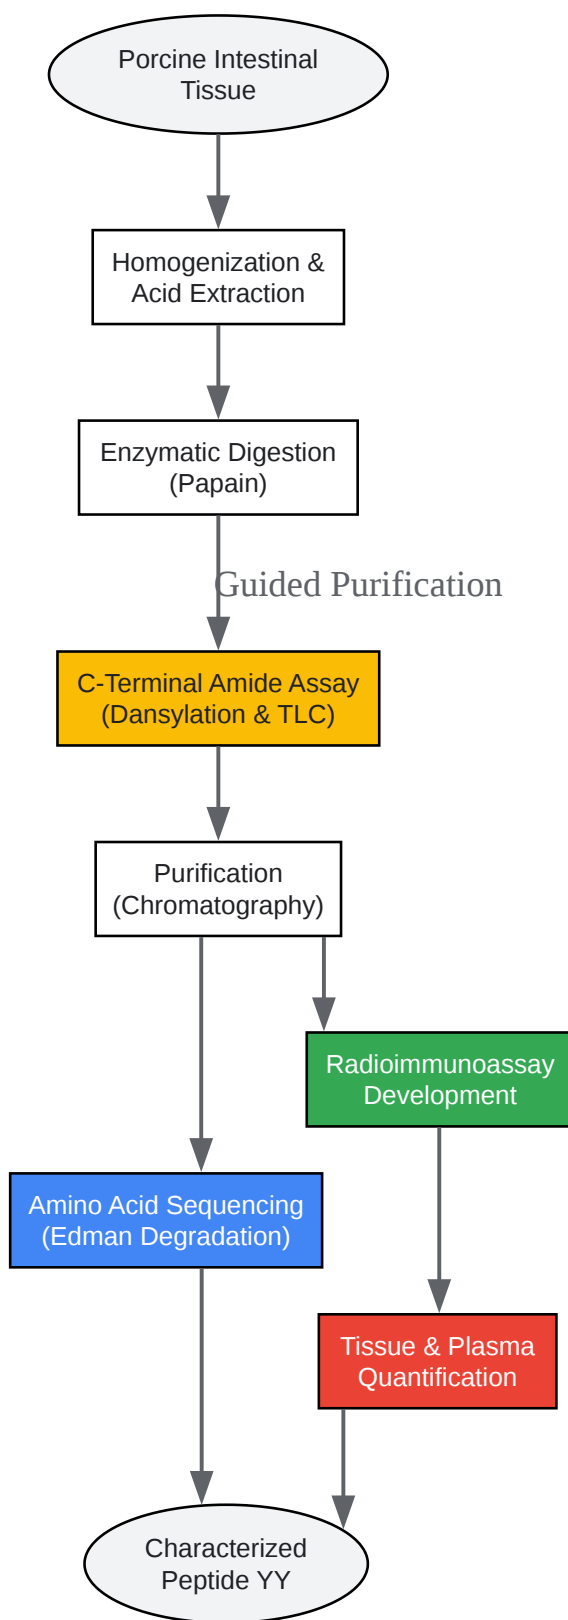 Porcine Intestinal
Tissue
Homogenization &
Acid Extraction
Enzymatic Digestion
(Papain)
Guided Purification
C-Terminal Amide Assay
(Dansylation & TLC)
Purification
(Chromatography)
Radioimmunoassay
Development
Amino Acid Sequencing
(Edman Degradation)
Tissue & Plasma
Quantification
Characterized
Peptide YY